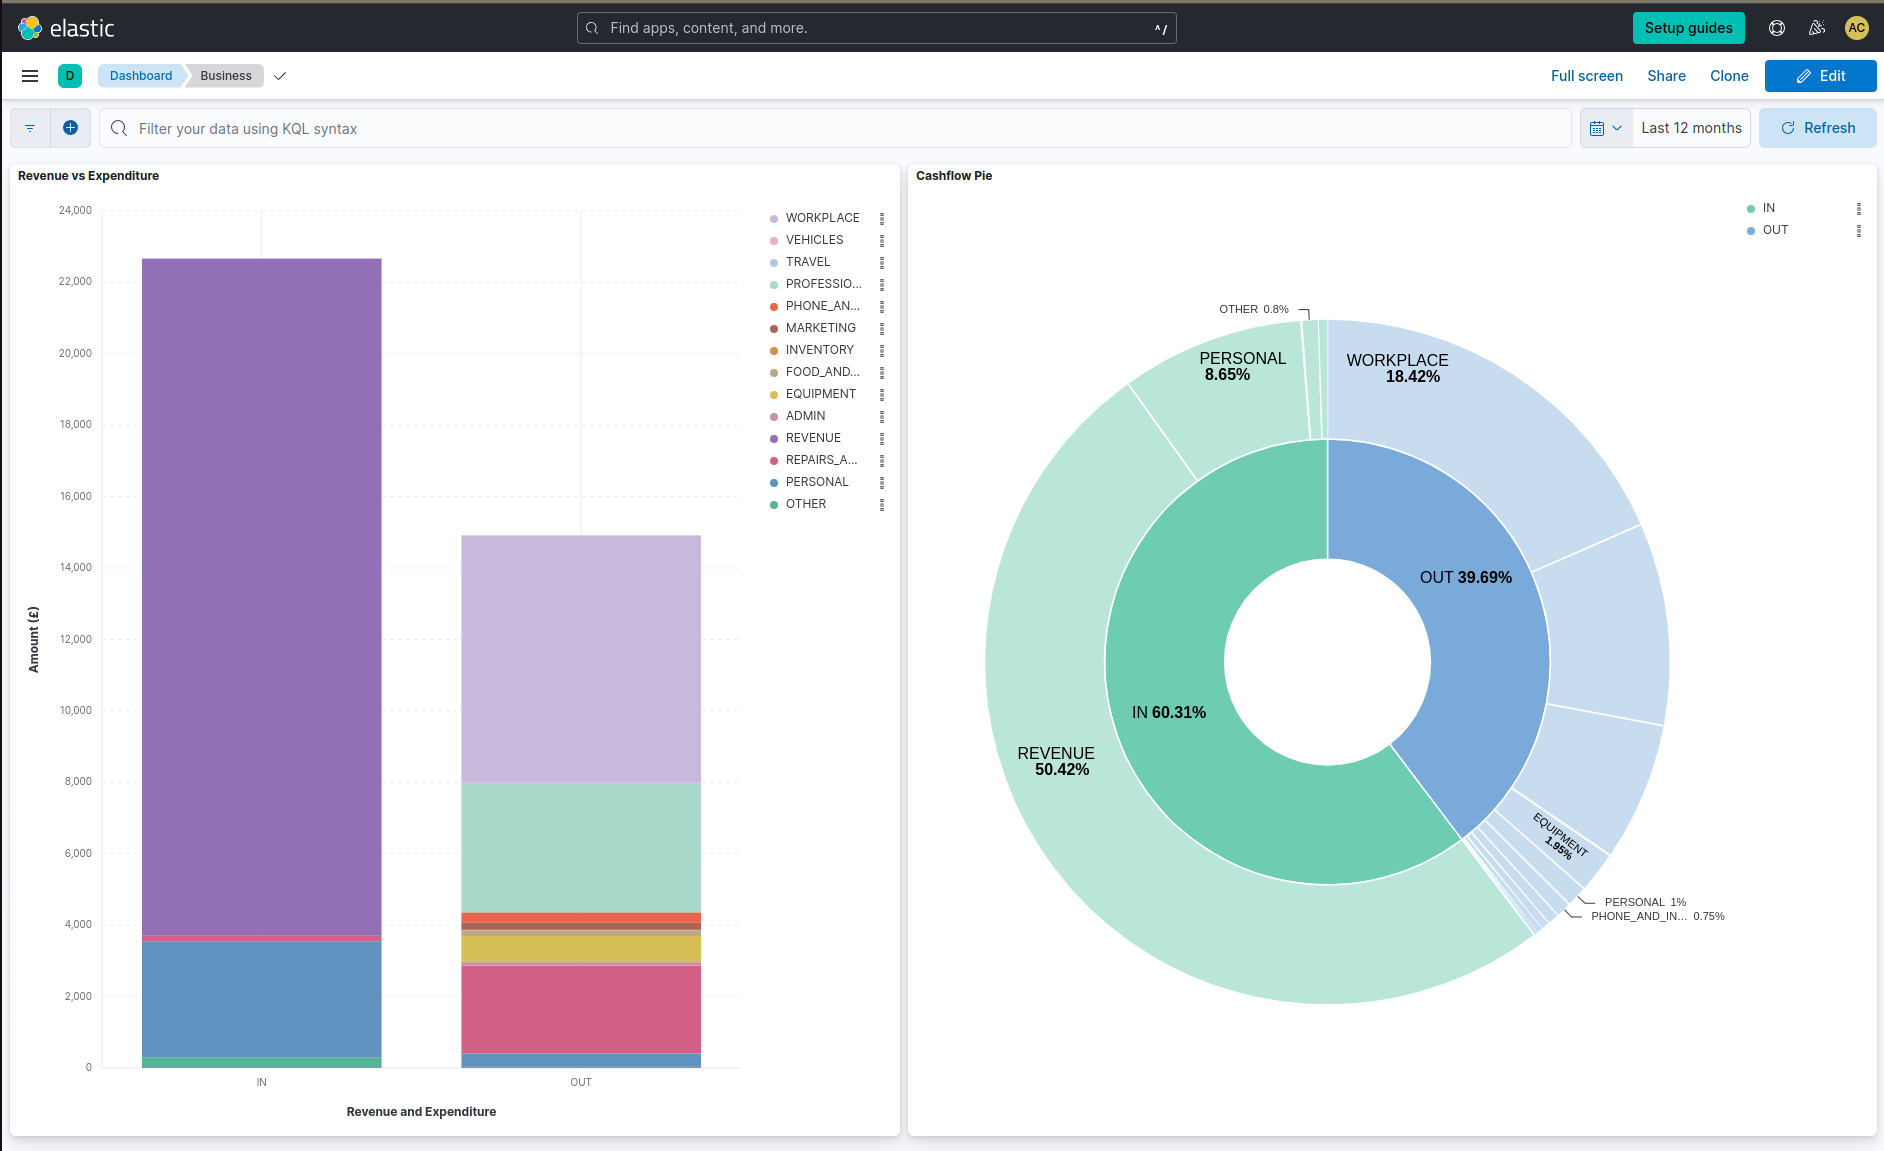 elastic
Find apps, content, and more.
^/
Setup guides
AC
D
Dashboard
Business
Full screen
Share
Clone
Edit
Filter your data using KQL syntax
Last 12 months
Refresh
Revenue vs Expenditure
24,000
22,000
20,000
18,000
16,000
14,000
12,000
10,000
8,000
6,000
4,000
2,000
0
Amount (£)
IN
OUT
Revenue and Expenditure
WORKPLACE
VEHICLES
TRAVEL
PROFESSIO...
PHONE_AN...
MARKETING
INVENTORY
FOOD_AND...
EQUIPMENT
ADMIN
REVENUE
REPAIRS_A...
PERSONAL
OTHER
Cashflow Pie
IN
OUT
OTHER 0.8%
PERSONAL
8.65%
WORKPLACE
18.42%
OUT 39.69%
IN 60.31%
REVENUE
50.42%
EQUIPMENT
1.95%
PERSONAL 1%
PHONE_AND_IN... 0.75%